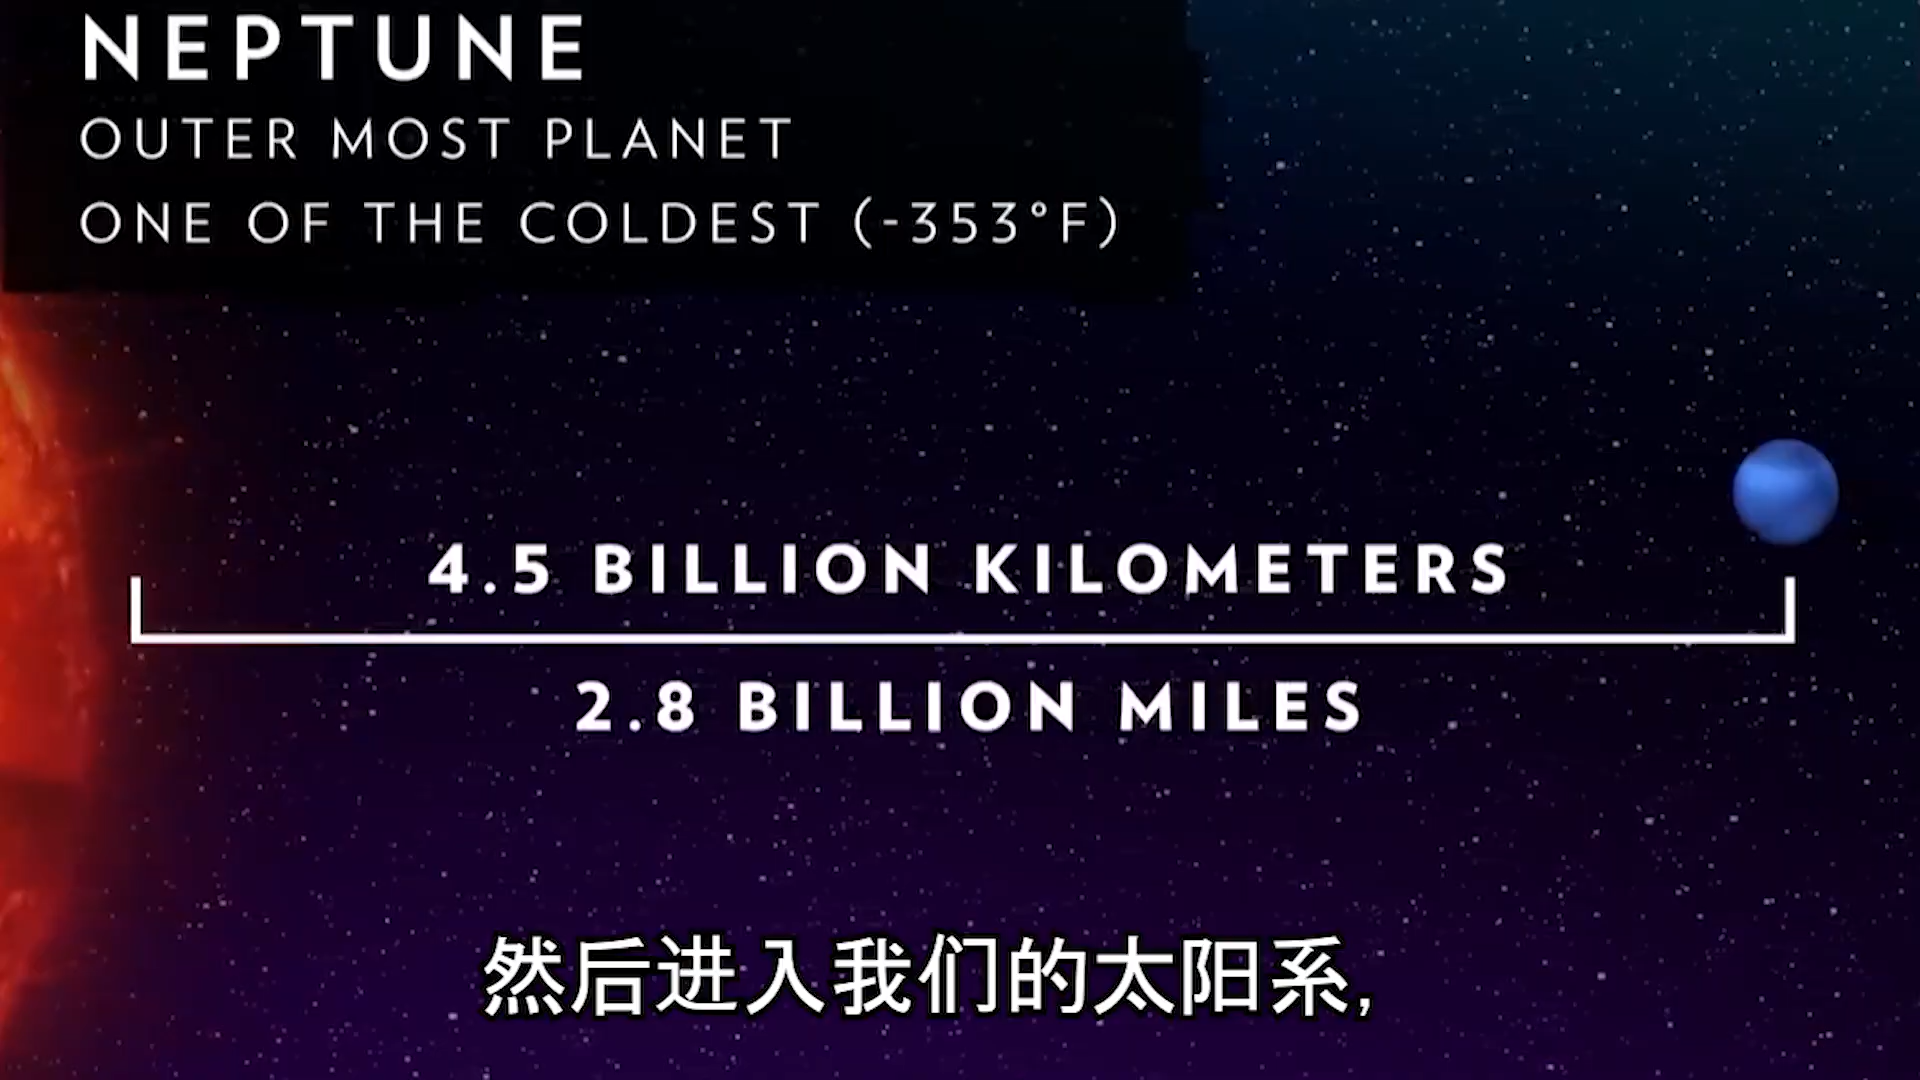 NEPTUNE
OUTER MOST PLANET
ONE OF THE COLDEST (-353°F)
4.5 BILLION KILOMETERS
2.8 BILLION MILES
然后进入我们的太阳系,